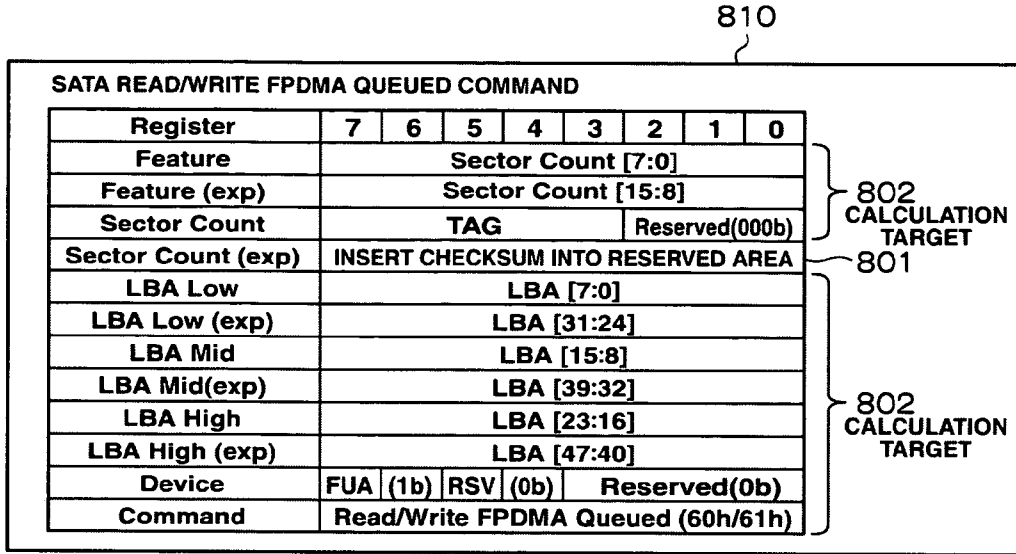 810
SATA READ/WRITE FPDMA QUEUED COMMAND
Register 7 6 5 4 3 2 1 0
Feature Sector Count [7:0]
Feature (exp) Sector Count [15:8]
Sector Count TAG Reserved(000b)
802
CALCULATION
TARGET
Sector Count (exp) INSERT CHECKSUM INTO RESERVED AREA 801
LBA Low LBA [7:0]
LBA Low (exp) LBA [31:24]
LBA Mid LBA [15:8]
LBA Mid(exp) LBA [39:32]
LBA High LBA [23:16]
LBA High (exp) LBA [47:40]
Device FUA (1b) RSV (0b) Reserved(0b)
Command Read/Write FPDMA Queued (60h/61h)
802
CALCULATION
TARGET